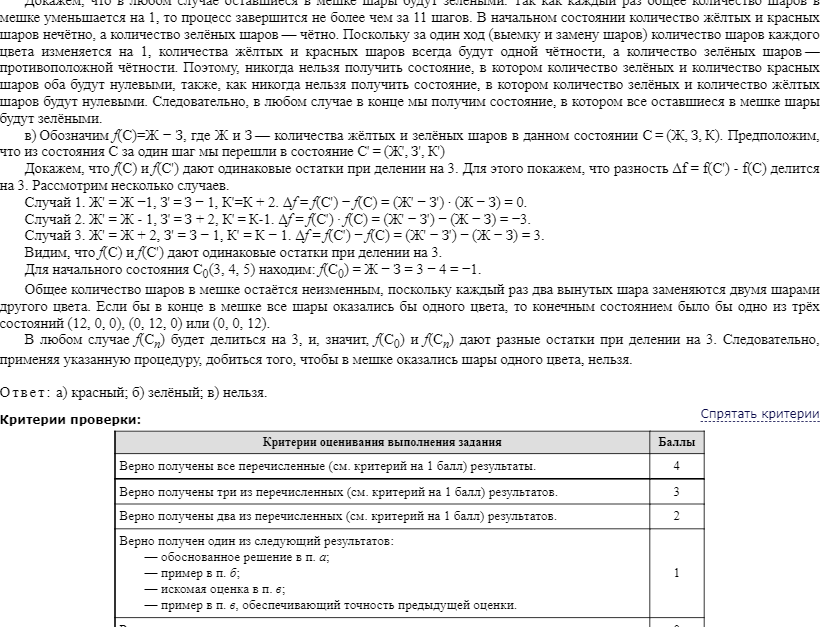 Докажем, что в любом случае оставшиеся в мешке шары будут зелёными. Так как каждый раз общее количество шаров в
мешке уменьшается на 1, то процесс завершится не более чем за 11 шагов. В начальном состоянии количество жёлтых и красных
шаров нечётно, а количество зелёных шаров — чётно. Поскольку за один ход (выемку и замену шаров) количество шаров каждого
цвета изменяется на 1, количества жёлтых и красных шаров всегда будут одной чётности, а количество зелёных шаров —
противоположной чётности. Поэтому, никогда нельзя получить состояние, в котором количество зелёных и количество красных
шаров оба будут нулевыми, также, как никогда нельзя получить состояние, в котором количество зелёных и количество жёлтых
шаров будут нулевыми. Следовательно, в любом случае в конце мы получим состояние, в котором все оставшиеся в мешке шары
будут зелёными.
в) Обозначим f(C)=Ж − З, где Ж и З — количества жёлтых и зелёных шаров в данном состоянии С = (Ж, З, К). Предположим,
что из состояния С за один шаг мы перешли в состояние C' = (Ж', З', К')
Докажем, что f(C) и f(C') дают одинаковые остатки при делении на 3. Для этого покажем, что разность Δf = f(C') - f(C) делится
на 3. Рассмотрим несколько случаев.
Случай 1. Ж' = Ж −1, З' = З − 1, К'=К + 2. Δf = f(C') − f(C) = (Ж' − З') · (Ж − З) = 0.
Случай 2. Ж' = Ж - 1, З' = З + 2, К' = К-1. Δf = f(C') · f(C) = (Ж' − З') − (Ж − З) = −3.
Случай 3. Ж' = Ж + 2, З' = З − 1, К' = К − 1. Δf = f(C') − f(C) = (Ж' − З') − (Ж − З) = 3.
Видим, что f(C) и f(C') дают одинаковые остатки при делении на 3.
Для начального состояния C0(3, 4, 5) находим: f(C0) = Ж − З = 3 − 4 = −1.
Общее количество шаров в мешке остаётся неизменным, поскольку каждый раз два вынутых шара заменяются двумя шарами
другого цвета. Если бы в конце в мешке все шары оказались бы одного цвета, то конечным состоянием было бы одно из трёх
состояний (12, 0, 0), (0, 12, 0) или (0, 0, 12).
В любом случае f(Cn) будет делиться на 3, и, значит, f(C0) и f(Cn) дают разные остатки при делении на 3. Следовательно,
применяя указанную процедуру, добиться того, чтобы в мешке оказались шары одного цвета, нельзя.
Ответ: а) красный; б) зелёный; в) нельзя.
Спрятать критерии
Критерии проверки:
Критерии оценивания выполнения задания Баллы
Верно получены все перечисленные (см. критерий на 1 балл) результаты. 4
Верно получены три из перечисленных (см. критерий на 1 балл) результатов. 3
Верно получены два из перечисленных (см. критерий на 1 балл) результатов. 2
Верно получен один из следующий результатов:
— обоснованное решение в п. а;
— пример в п. б; 1
— искомая оценка в п. в;
— пример в п. в, обеспечивающий точность предыдущей оценки.